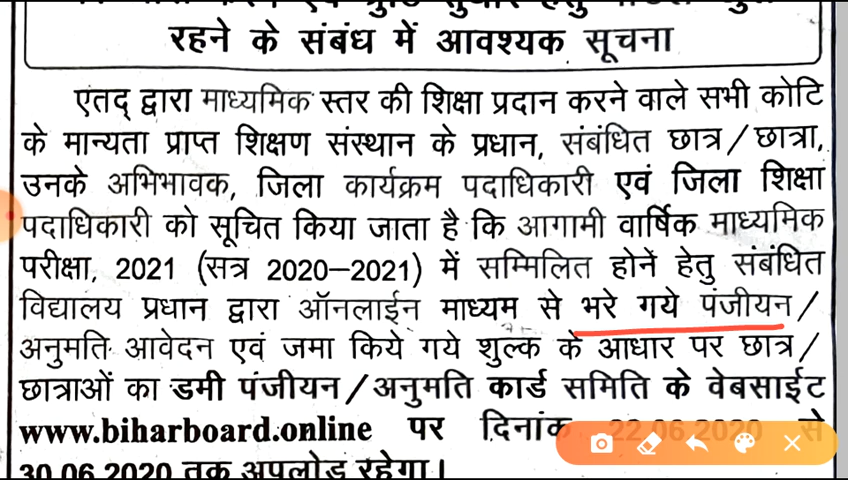 रहने के संबंध में आवश्यक सूचना
एतद् द्वारा माध्यमिक स्तर की शिक्षा प्रदान करने वाले सभी कोटि
के मान्यता प्राप्त शिक्षण संस्थान के प्रधान, संबंधित छात्र/छात्रा,
उनके अभिभावक, जिला कार्यक्रम पदाधिकारी एवं जिला शिक्षा
पदाधिकारी को सूचित किया जाता है कि आगामी वार्षिक माध्यमिक
परीक्षा, 2021 (सत्र 2020–2021) में सम्मिलित होनें हेतु संबंधित
विद्यालय प्रधान द्वारा ऑनलाईन माध्यम से भरे गये पंजीयन/
अनुमति आवेदन एवं जमा किये गये शुल्क के आधार पर छात्र/
छात्राओं का डमी पंजीयन/अनुमति कार्ड समिति के वेबसाईट
www.biharboard.online पर दिनांक 22.06.2020 से
30.06.2020 तक अपलोड रहेगा।